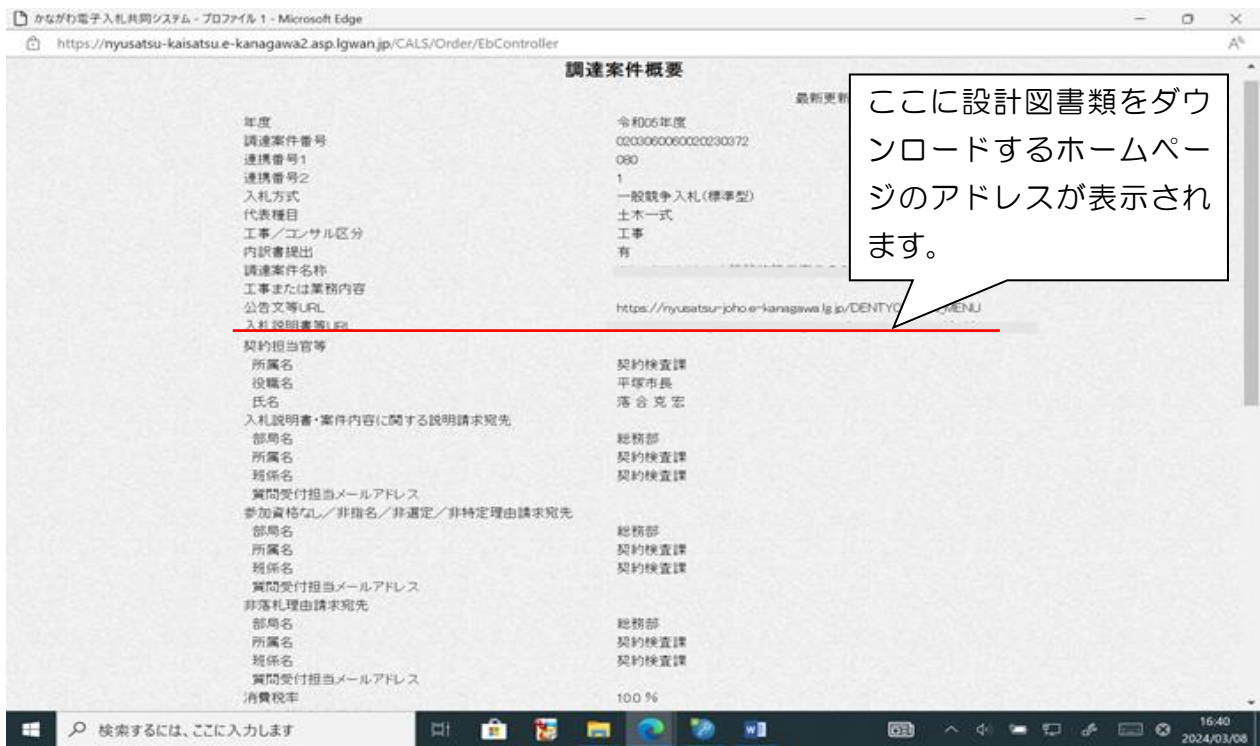 かながわ電子入札共同システム - プロファイル 1 - Microsoft Edge
https://nyusatsu-kaisatsu.e-kanagawa2.asp.lgwan.jp/CALS/Order/EbController
調達案件概要
最新更新
ここに設計図書類をダウ
ンロードするホームペー
ジのアドレスが表示され
ます。
年度 令和05年度
調達案件番号 0203060060020230372
連携番号1 080
連携番号2 1
入札方式 一般競争入札(標準型)
代表種目 土木一式
工事/コンサル区分 工事
内訳書提出 有
調達案件名称
工事または業務内容
公告文等URL https://nyusatsu-joho.e-kanagawa.lg.jp/DENTYO MENU
入札説明書等URL
契約担当官等
所属名 契約検査課
役職名 平塚市長
氏名 落合克宏
入札説明書・案件内容に関する説明請求宛先
部局名 総務部
所属名 契約検査課
班係名 契約検査課
質問受付担当メールアドレス
参加資格なし/非指名/非選定/非特定理由請求宛先
部局名 総務部
所属名 契約検査課
班係名 契約検査課
質問受付担当メールアドレス
非落札理由請求宛先
部局名 総務部
所属名 契約検査課
班係名 契約検査課
質問受付担当メールアドレス
消費税率 10.0 %
検索するには、ここに入力します
16:40
2024/03/08